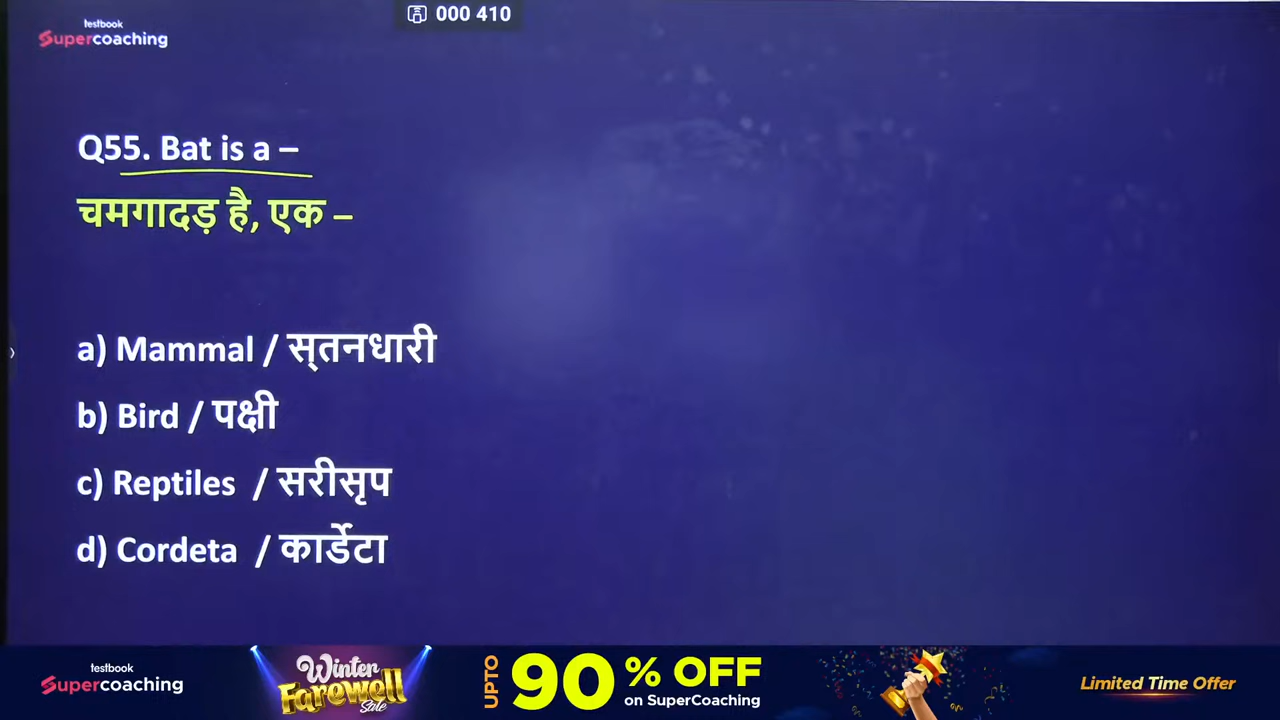 testbook
Supercoaching
000 410
Q55. Bat is a –
चमगादड़ है, एक –
a) Mammal / स्तनधारी
b) Bird / पक्षी
c) Reptiles / सरीसृप
d) Cordeta / कार्डेटा
testbook
Supercoaching
Winter
Farewell
Sale
UPTO
90% OFF
on SuperCoaching
Limited Time Offer